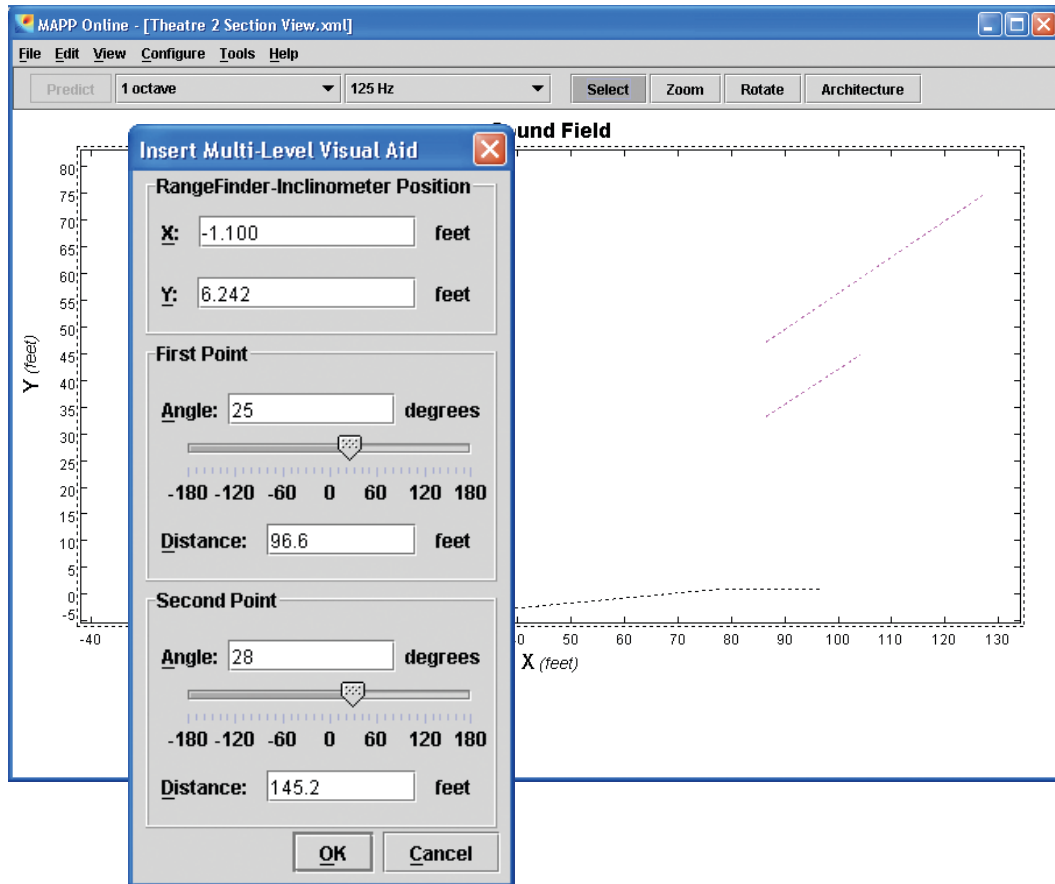 MAPP Online - [Theatre 2 Section View.xml]
File Edit View Configure Tools Help
Predict 1 octave 125 Hz Select Zoom Rotate Architecture
Field
Insert Multi-Level Visual Aid
RangeFinder-Inclinometer Position
X: -1.100 feet
Y: 6.242 feet
First Point
Angle: 25 degrees
-180 -120 -60 0 60 120 180
Distance: 96.6 feet
Second Point
Angle: 28 degrees
-180 -120 -60 0 60 120 180
Distance: 145.2 feet
OK Cancel
80
75
70
65
60
55
50
45
40
35
30
25
20
15
10
5
0
-5
Y (feet)
-40 50 60 70 80 90 100 110 120 130
X (feet)